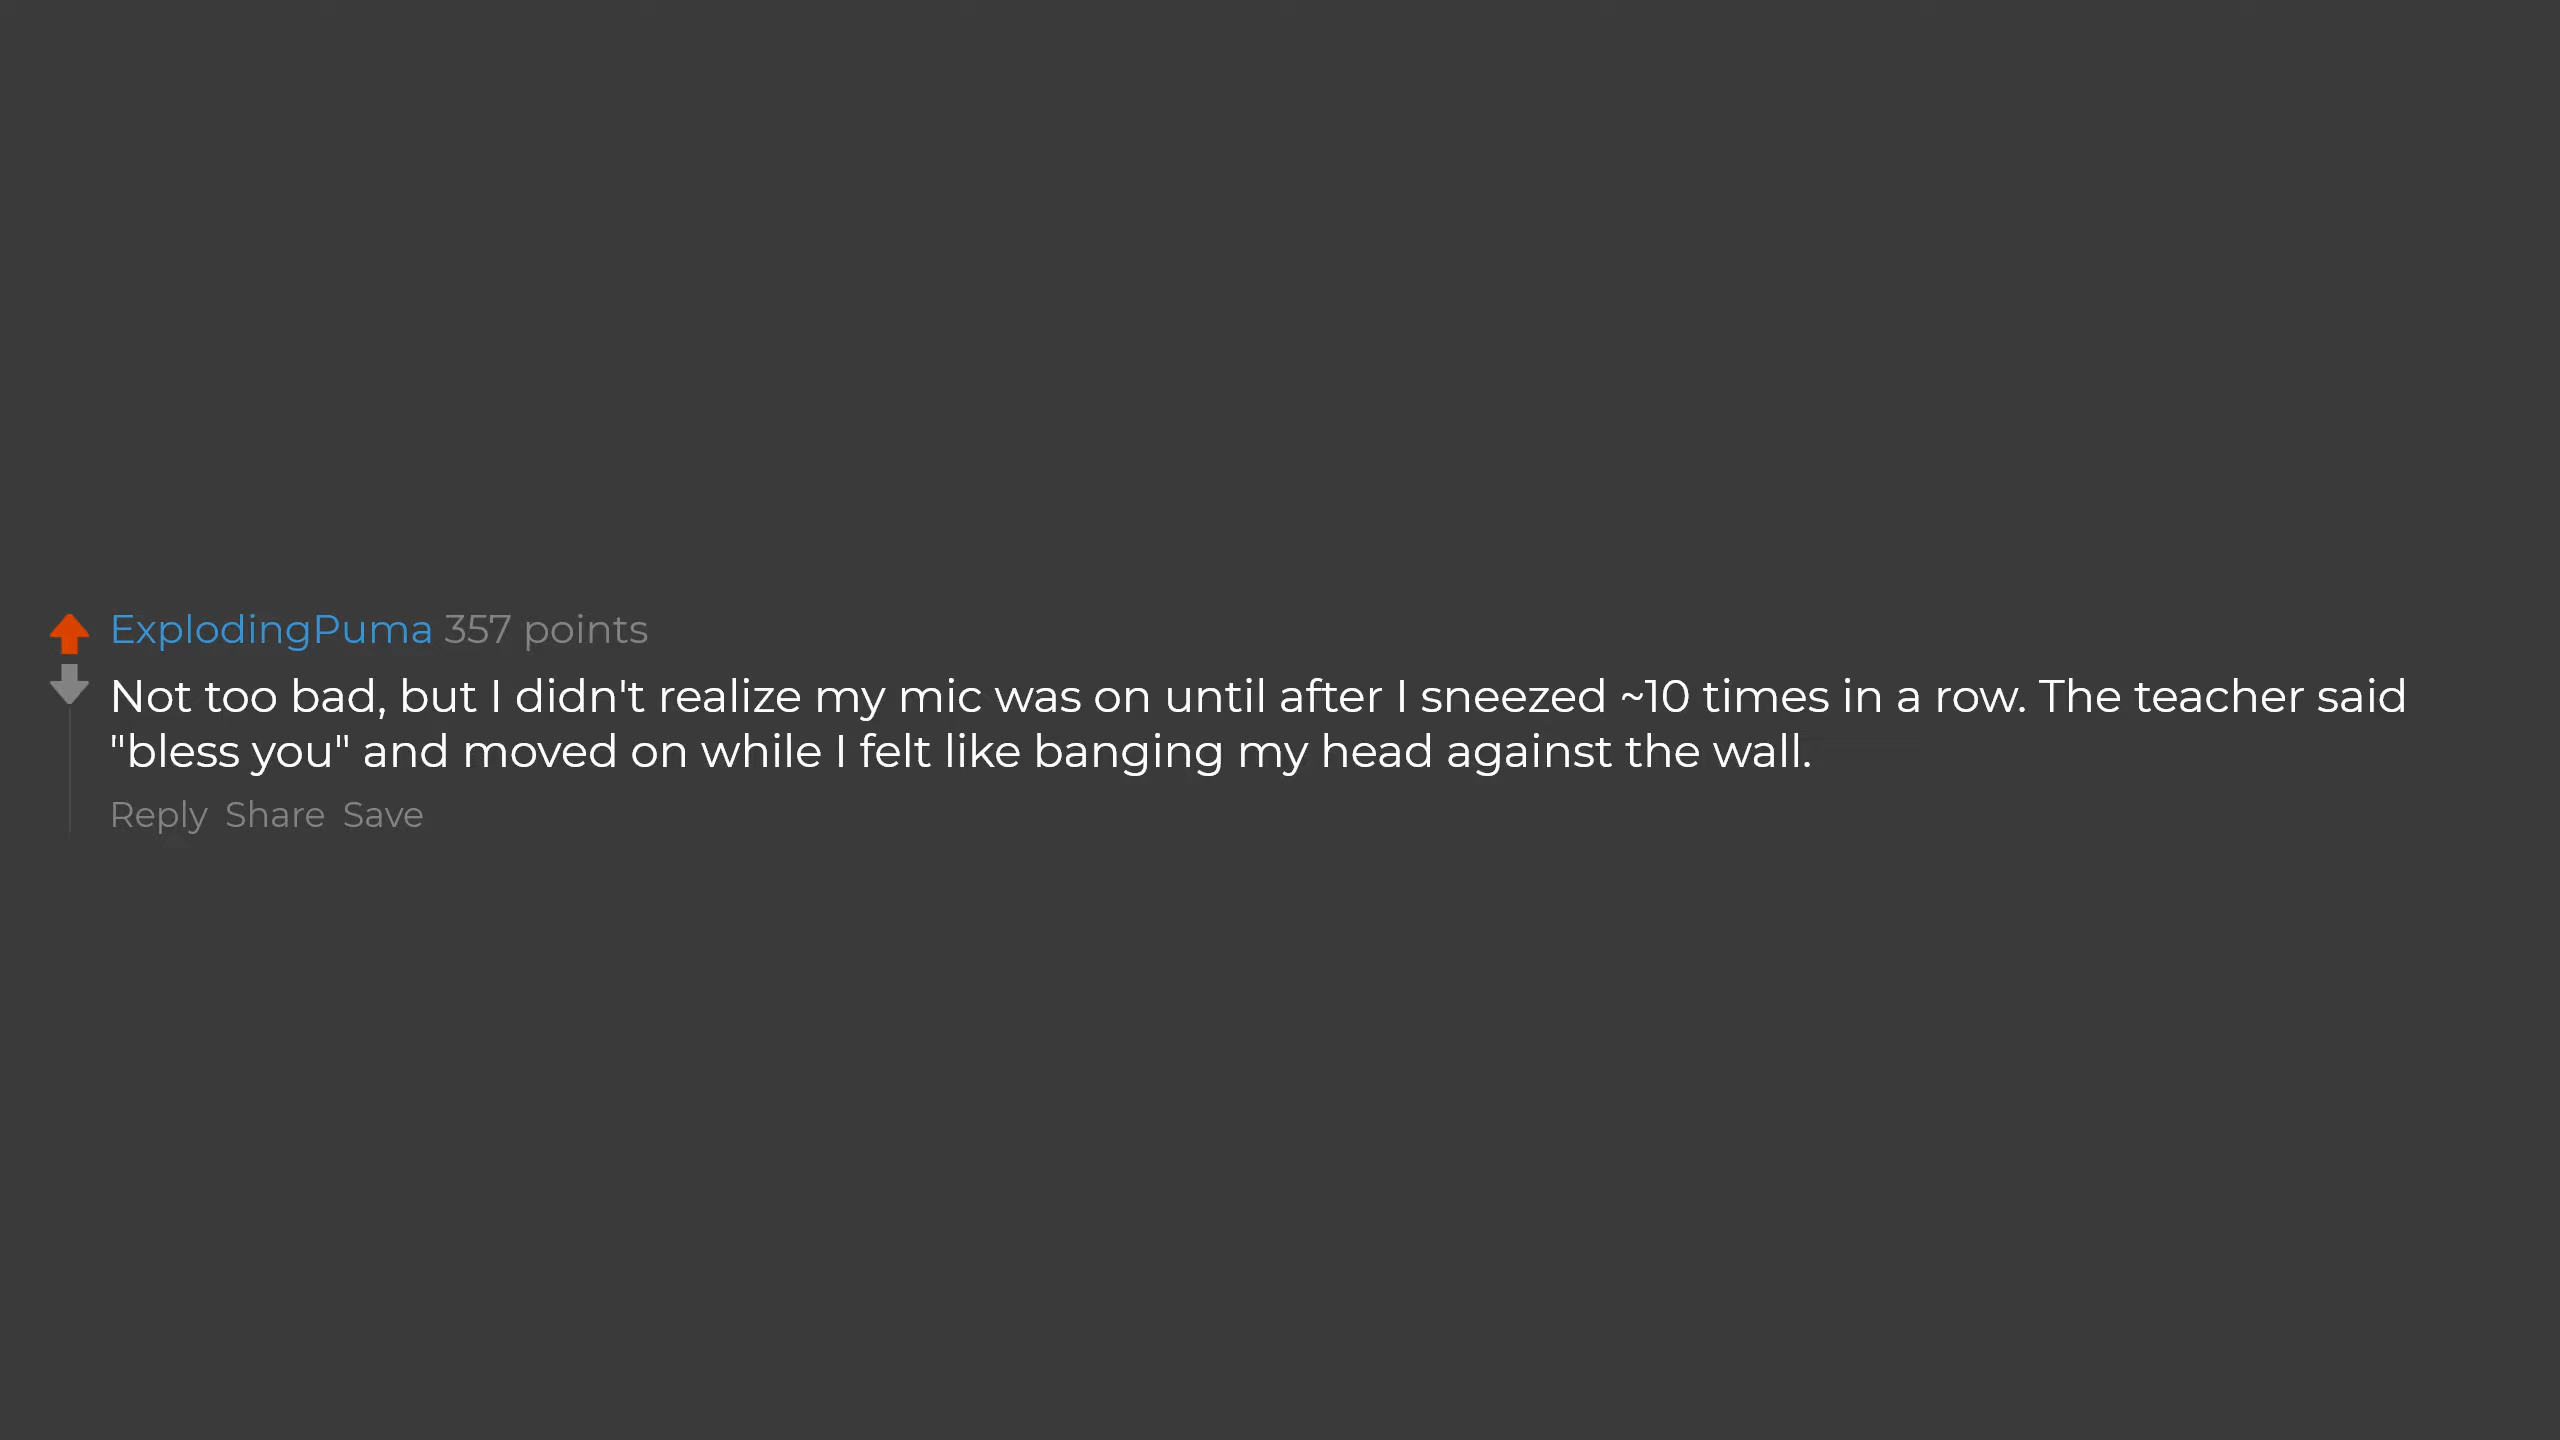 ExplodingPuma 357 points
Not too bad, but I didn't realize my mic was on until after I sneezed ~10 times in a row. The teacher said
"bless you" and moved on while I felt like banging my head against the wall.
Reply Share Save